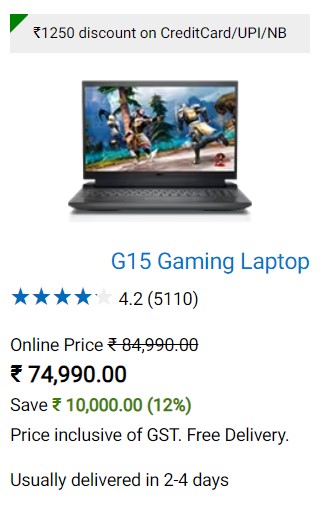 ₹1250 discount on CreditCard/UPI/NB
G15 Gaming Laptop
4.2 (5110)
Online Price ₹ 84,990.00
₹ 74,990.00
Save ₹ 10,000.00 (12%)
Price inclusive of GST. Free Delivery.
Usually delivered in 2-4 days